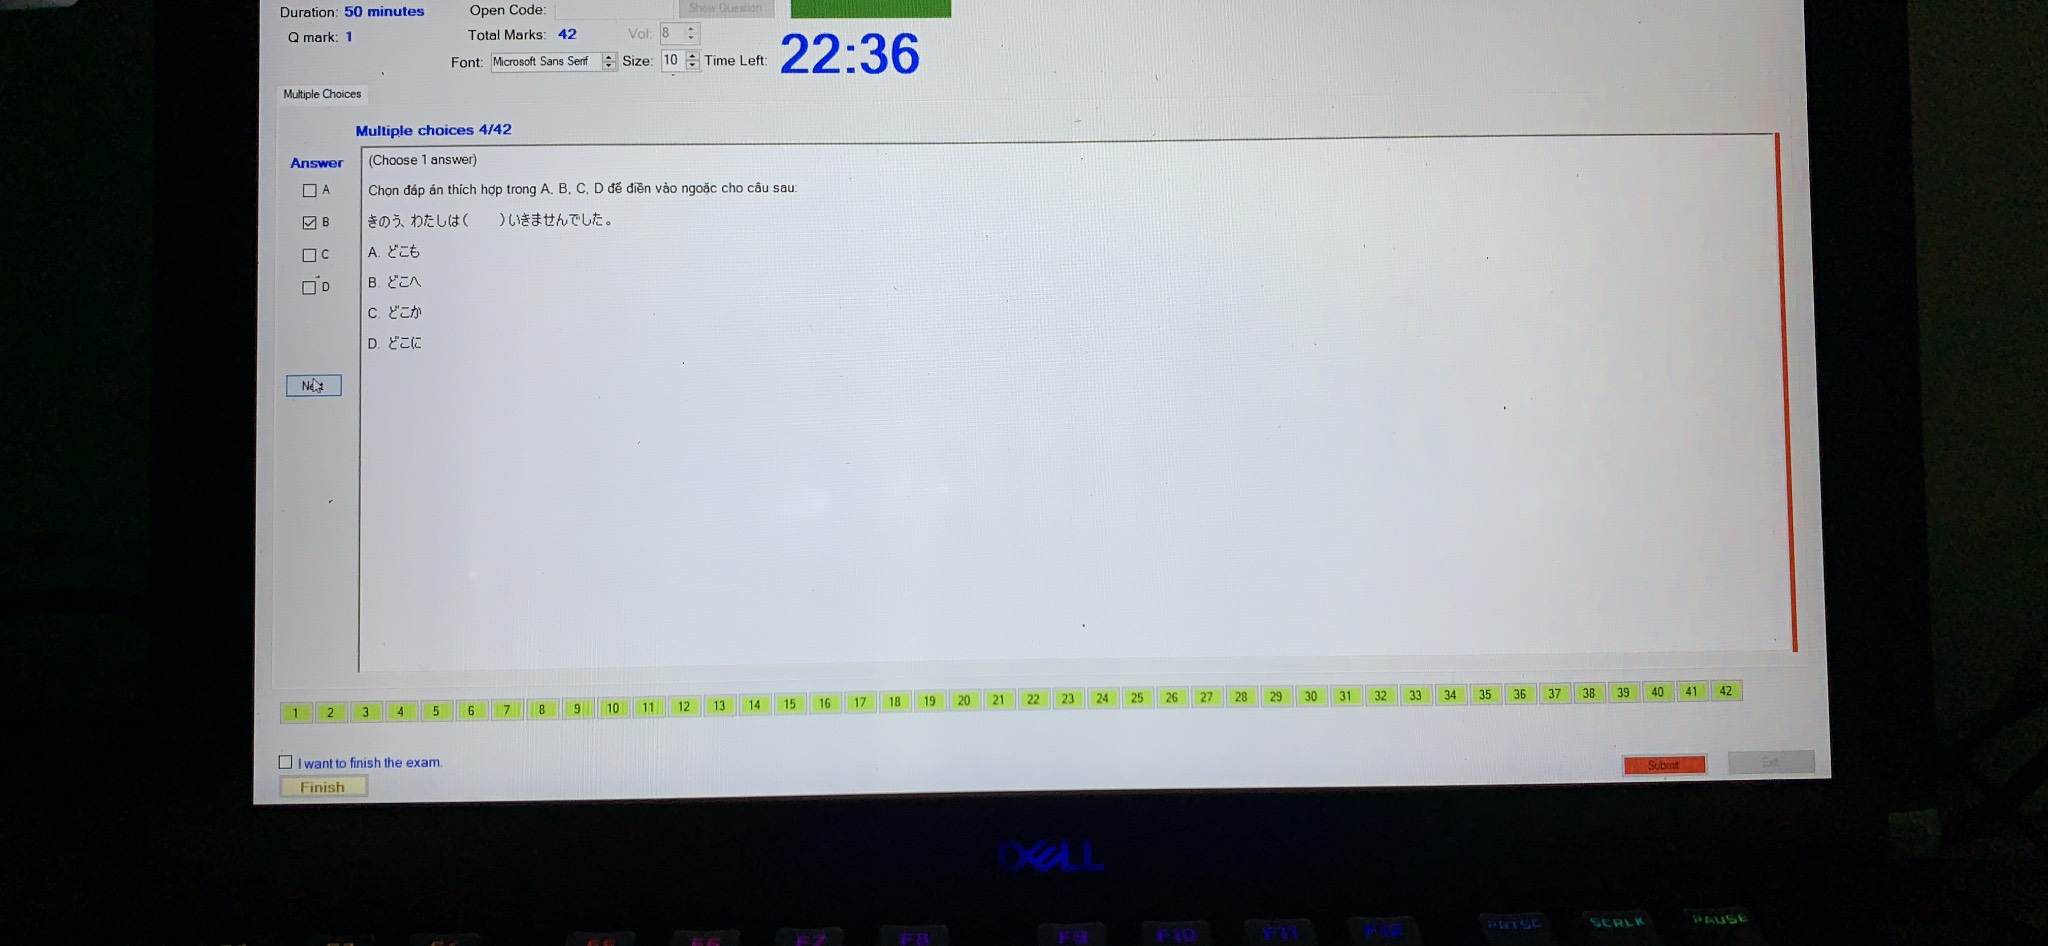 Duration: 50 minutes
Open Code:
Show Question
Q mark: 1
Total Marks: 42
Vol: 8
Font: Microsoft Sans Serif
Size: 10
Time Left: 22:36
Multiple Choices
Multiple choices 4/42
Answer
A
B
C
D
Next
(Choose 1 answer)
Chọn đáp án thích hợp trong A, B, C, D để điền vào ngoặc cho câu sau:
きのう、わたしは(　　)いきませんでした。
A. どこも
B. どこへ
C. どこか
D. どこに
1 2 3 4 5 6 7 8 9 10 11 12 13 14 15 16 17 18 19 20 21 22 23 24 25 26 27 28 29 30 31 32 33 34 35 36 37 38 39 40 41 42
I want to finish the exam.
Finish
Submit
Exit
DELL
F7 F8 F9 F10 F11 F12 PRTSC SCRLK PAUSE